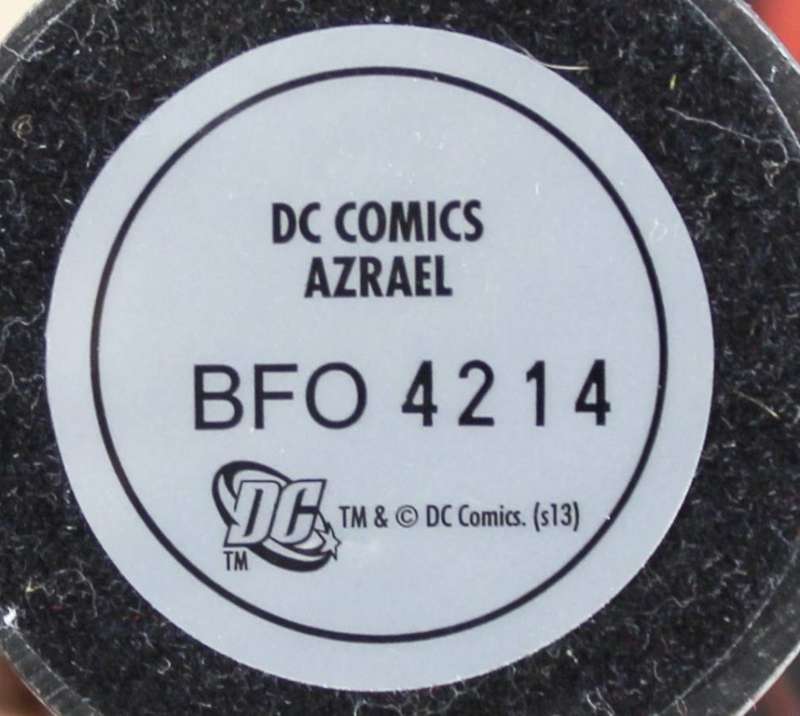 DC COMICS
AZRAEL
BFO 4214
DC TM & © DC Comics. (s13)
TM